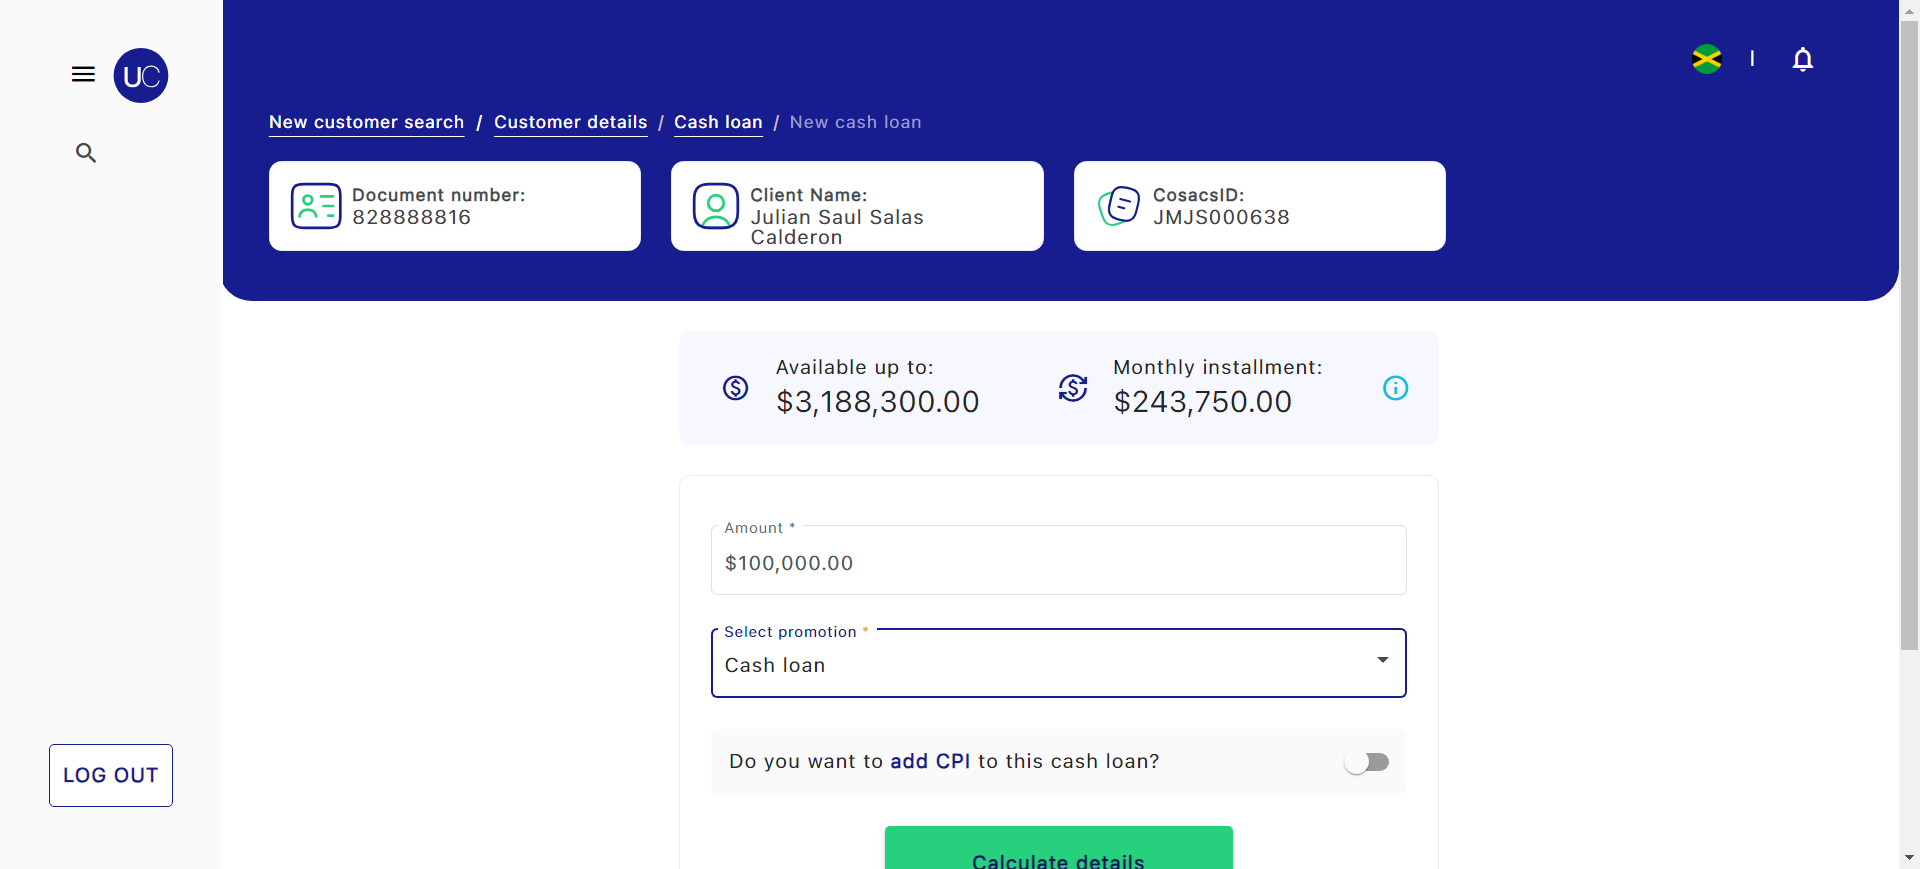 UC
New customer search / Customer details / Cash loan / New cash loan
Document number:
828888816
Client Name:
Julian Saul Salas
Calderon
CosacsID:
JMJS000638
Available up to:
$3,188,300.00
Monthly installment:
$243,750.00
Amount *
$100,000.00
Select promotion *
Cash loan
Do you want to add CPI to this cash loan?
Calculate details
LOG OUT